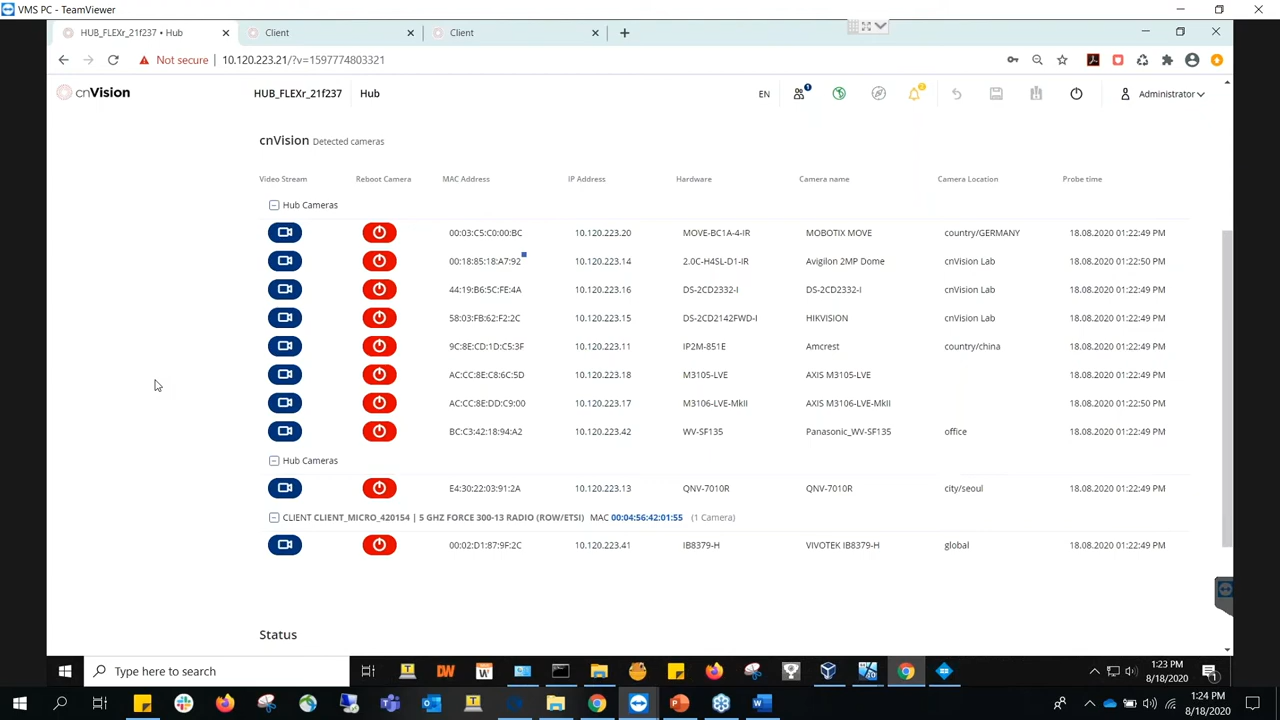 VMS PC - TeamViewer
HUB_FLEXr_21f237 • Hub
Client
Client
Not secure 10.120.223.21/?v=1597774803321
cnVision HUB_FLEXr_21f237 Hub EN 1 2 Administrator
cnVision Detected cameras
Video Stream Reboot Camera MAC Address IP Address Hardware Camera name Camera Location Probe time
Hub Cameras
00:03:C5:C0:00:BC 10.120.223.20 MOVE-BC1A-4-IR MOBOTIX MOVE country/GERMANY 18.08.2020 01:22:49 PM
00:18:85:18:A7:92 10.120.223.14 2.0C-H4SL-D1-IR Avigilon 2MP Dome cnVision Lab 18.08.2020 01:22:50 PM
44:19:B6:5C:FE:4A 10.120.223.16 DS-2CD2332-I DS-2CD2332-I cnVision Lab 18.08.2020 01:22:49 PM
58:03:FB:62:F2:2C 10.120.223.15 DS-2CD2142FWD-I HIKVISION cnVision Lab 18.08.2020 01:22:49 PM
9C:8E:CD:1D:C5:3F 10.120.223.11 IP2M-851E Amcrest country/china 18.08.2020 01:22:49 PM
AC:CC:8E:C8:6C:5D 10.120.223.18 M3105-LVE AXIS M3105-LVE 18.08.2020 01:22:49 PM
AC:CC:8E:DD:C9:00 10.120.223.17 M3106-LVE-MkII AXIS M3106-LVE-MkII 18.08.2020 01:22:50 PM
BC:C3:42:18:94:A2 10.120.223.42 WV-SF135 Panasonic_WV-SF135 office 18.08.2020 01:22:49 PM
Hub Cameras
E4:30:22:03:91:2A 10.120.223.13 QNV-7010R QNV-7010R city/seoul 18.08.2020 01:22:49 PM
CLIENT CLIENT_MICRO_420154 | 5 GHZ FORCE 300-13 RADIO (ROW/ETSI) MAC 00:04:56:42:01:55 (1 Camera)
00:02:D1:87:9F:2C 10.120.223.41 IB8379-H VIVOTEK IB8379-H global 18.08.2020 01:22:49 PM
Status
Type here to search
1:23 PM
8/18/2020
1:24 PM
8/18/2020